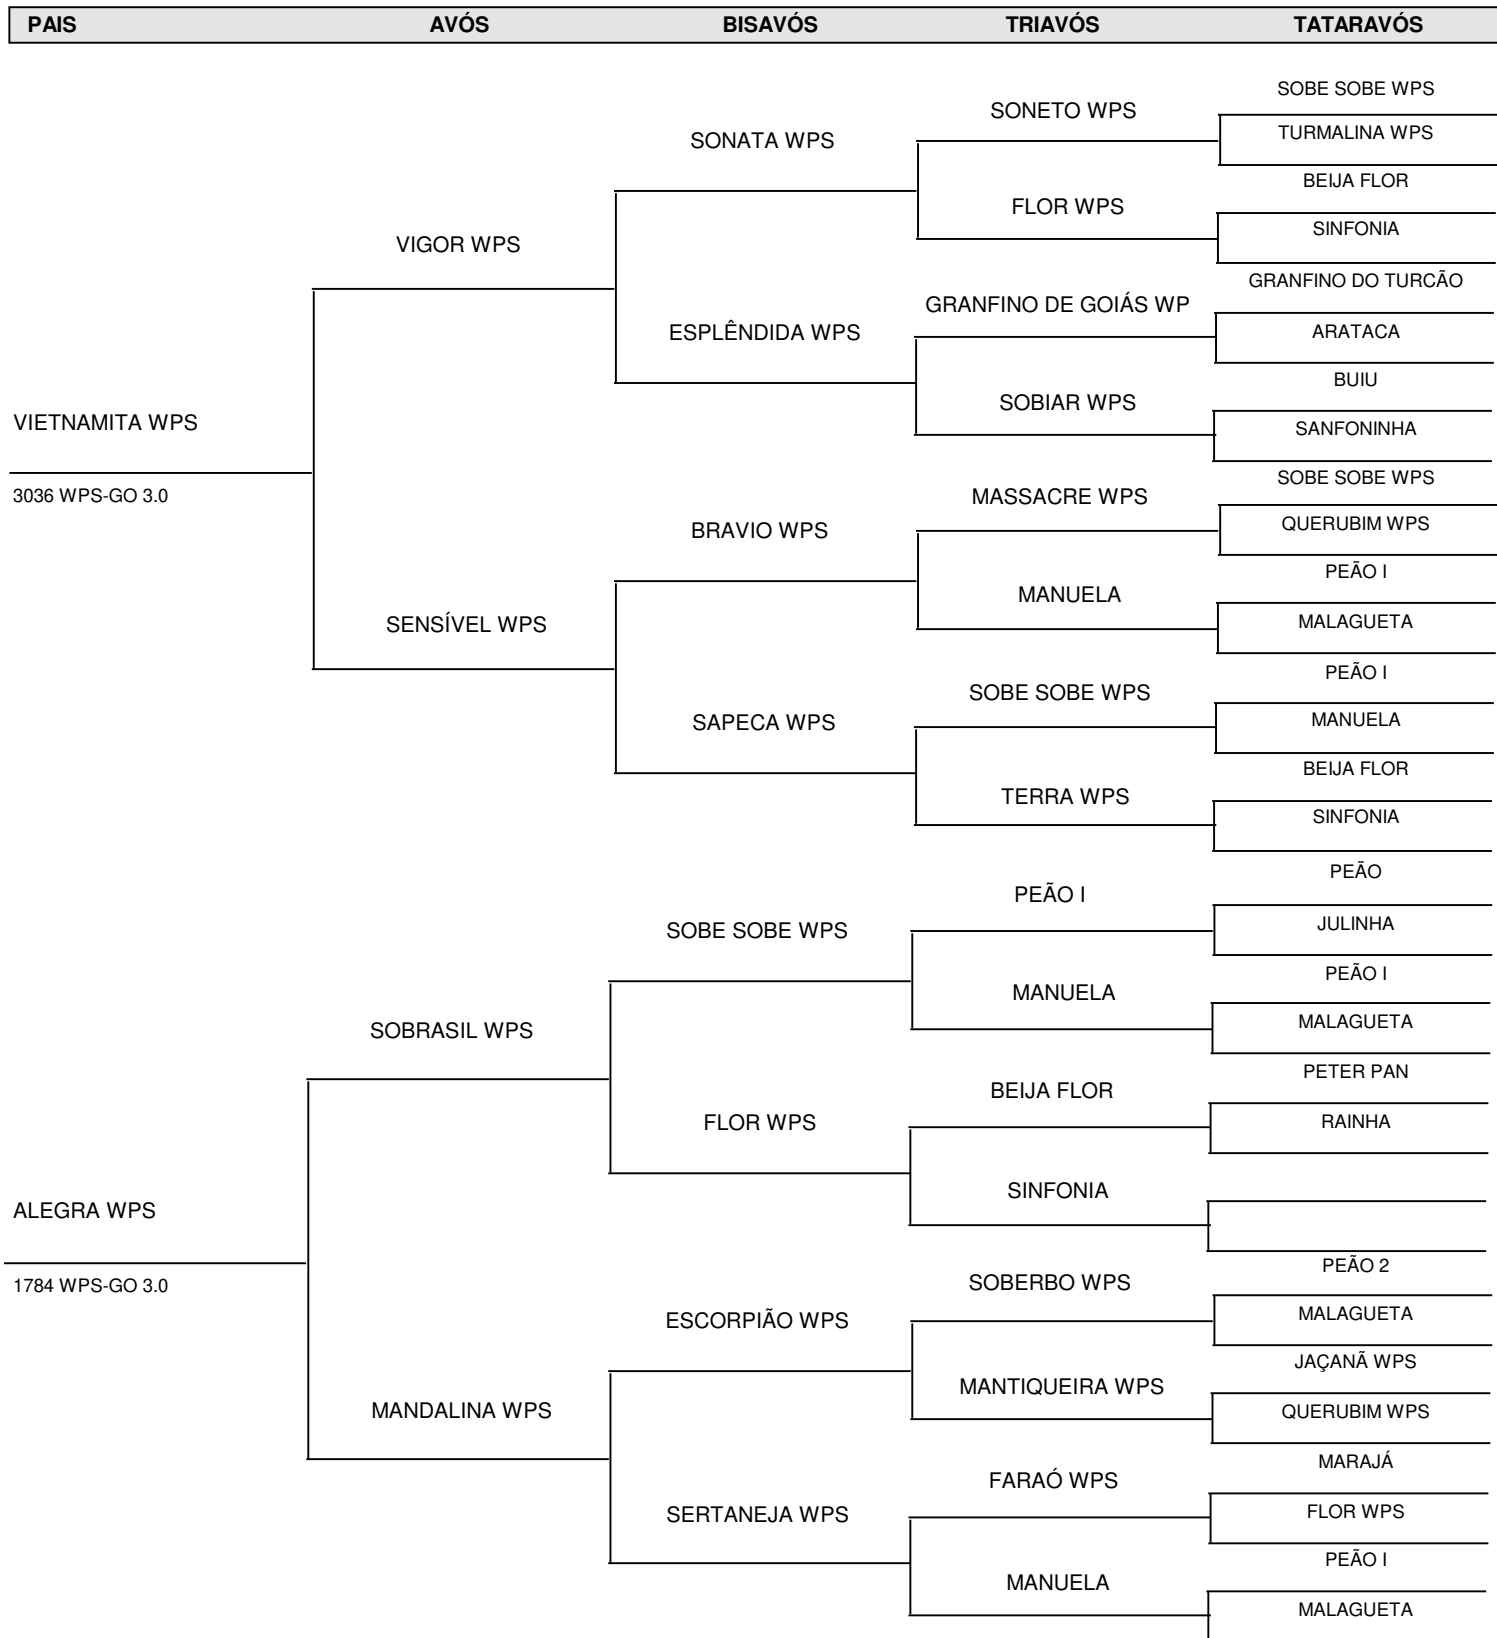 PAIS AVÓS BISAVÓS TRIAVÓS TATARAVÓS
SOBE SOBE WPS
SONETO WPS
TURMALINA WPS
SONATA WPS
BEIJA FLOR
FLOR WPS
SINFONIA
VIGOR WPS
GRANFINO DO TURCÃO
GRANFINO DE GOIÁS WP
ARATACA
ESPLÊNDIDA WPS
BUIU
SOBIAR WPS
SANFONINHA
VIETNAMITA WPS
3036 WPS-GO 3.0
SOBE SOBE WPS
MASSACRE WPS
QUERUBIM WPS
BRAVIO WPS
PEÃO I
MANUELA
MALAGUETA
SENSÍVEL WPS
PEÃO I
SOBE SOBE WPS
MANUELA
SAPECA WPS
BEIJA FLOR
TERRA WPS
SINFONIA
PEÃO
PEÃO I
JULINHA
SOBE SOBE WPS
PEÃO I
MANUELA
MALAGUETA
SOBRASIL WPS
PETER PAN
BEIJA FLOR
RAINHA
FLOR WPS
SINFONIA
ALEGRA WPS
1784 WPS-GO 3.0
PEÃO 2
SOBERBO WPS
MALAGUETA
ESCORPIÃO WPS
JAÇANÃ WPS
MANTIQUEIRA WPS
QUERUBIM WPS
MANDALINA WPS
MARAJÁ
FARAÓ WPS
FLOR WPS
SERTANEJA WPS
PEÃO I
MANUELA
MALAGUETA